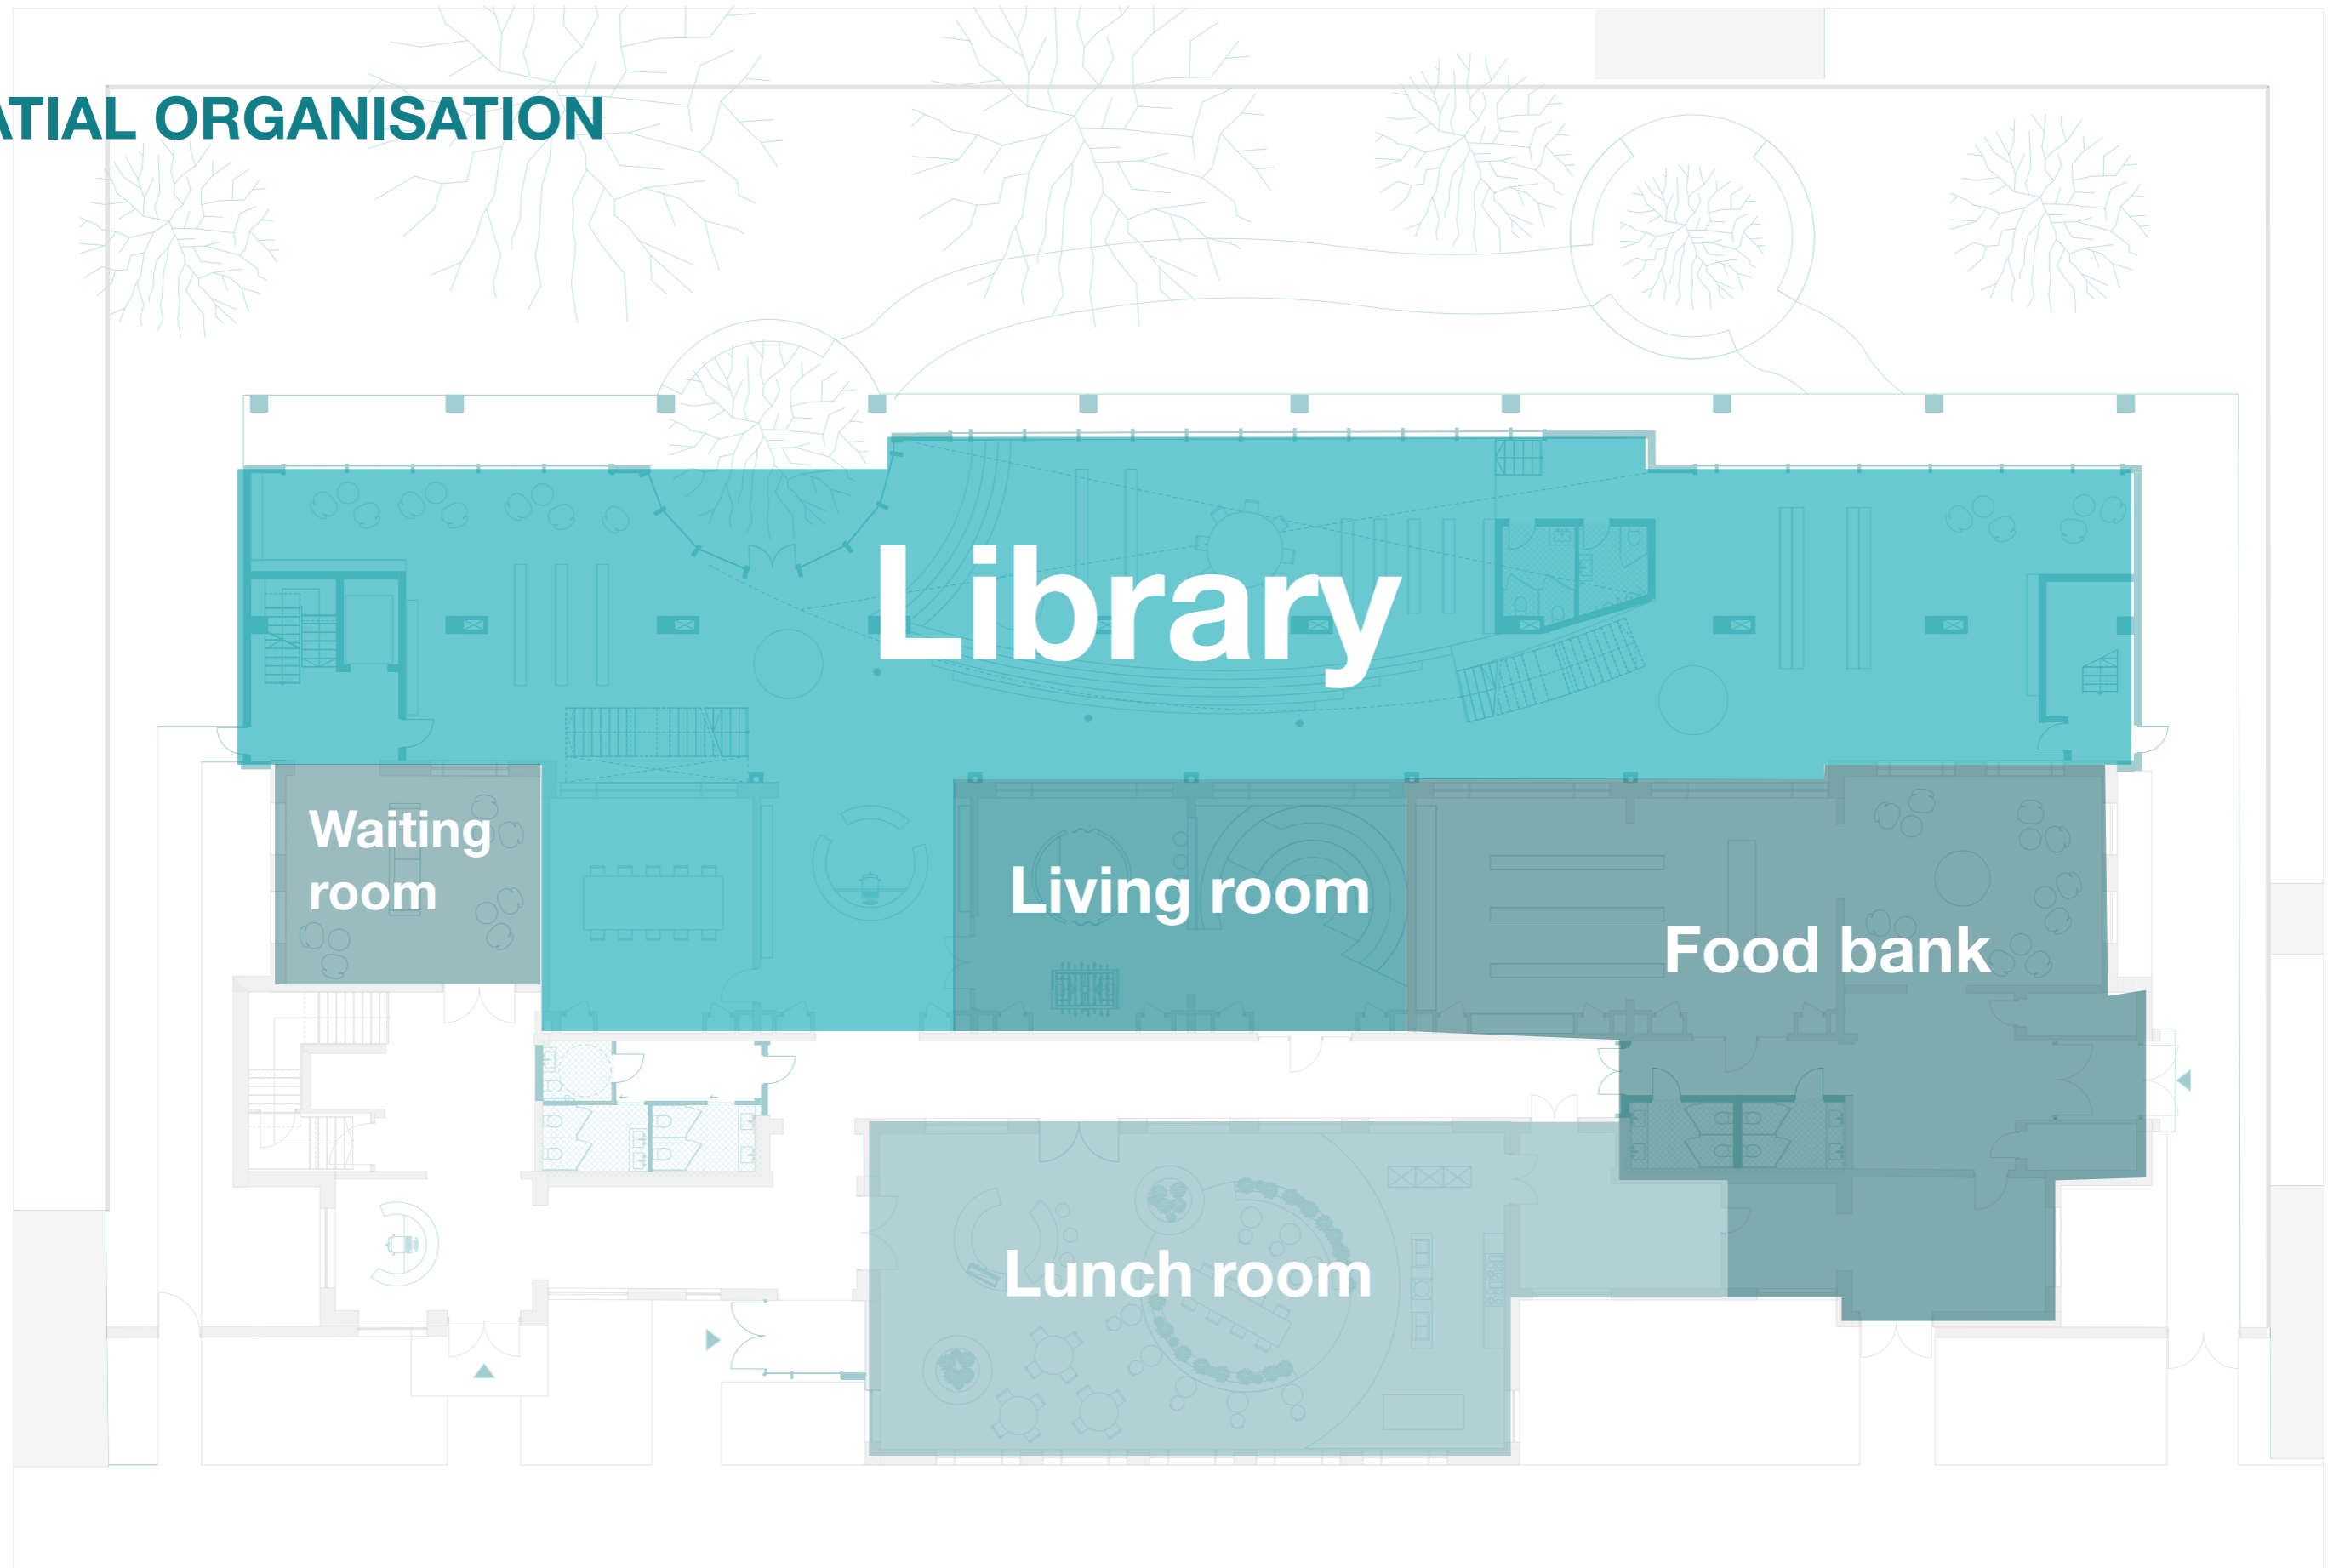 ATIAL ORGANISATION
Library
Waiting
room
Living room
Food bank
Lunch room